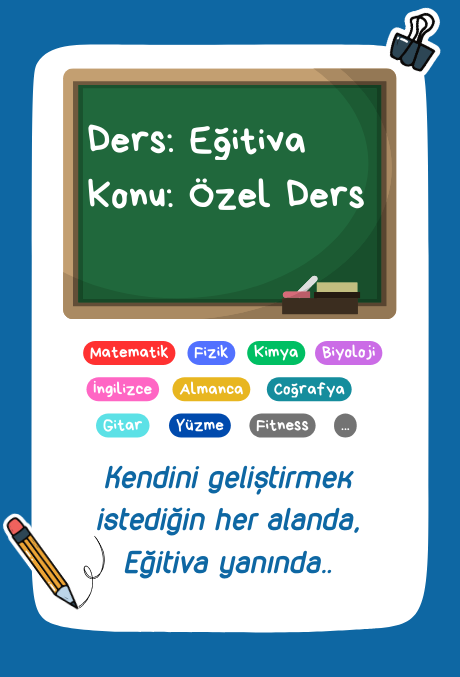 Ders: Eğitiva
Konu: Özel Ders
Matematik Fizik Kimya Biyoloji
İngilizce Almanca Coğrafya
Gitar Yüzme Fitness ...
Kendini geliştirmek
istediğin her alanda,
Eğitiva yanında..